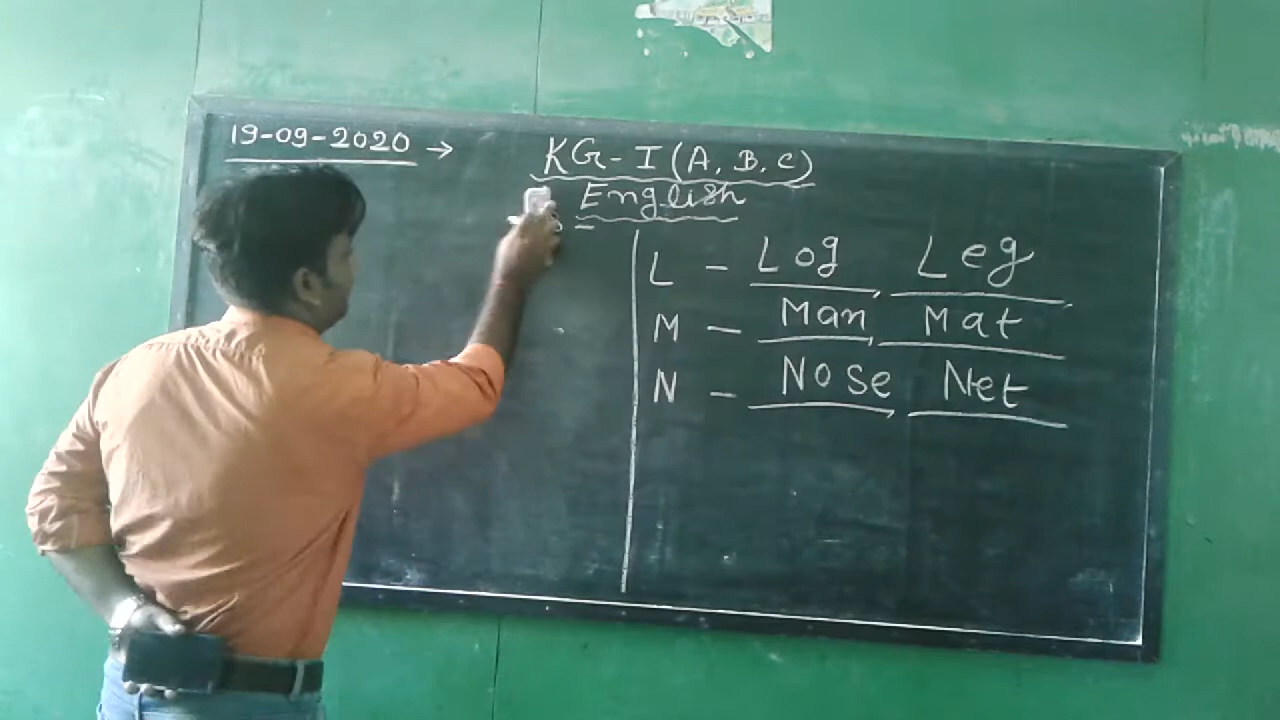 19-09-2020 → KG-I (A, B, C)
English
L - Log, Leg
M - Man, Mat
N - Nose, Net